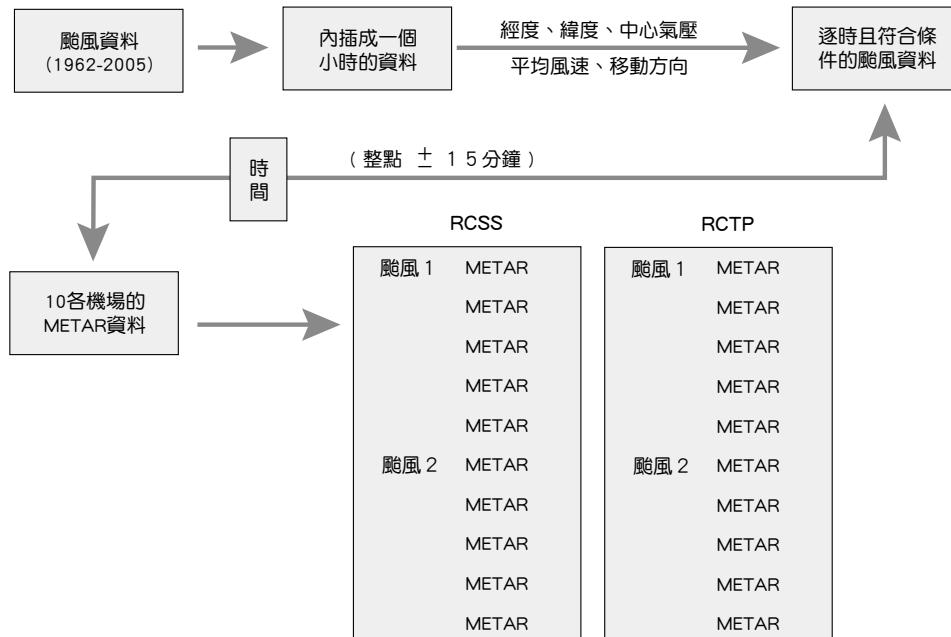 颱風資料
(1962-2005)
內插成一個
小時的資料
經度、緯度、中心氣壓
平均風速、移動方向
逐時且符合條
件的颱風資料
時
間
( 整點 ± 1 5分鐘 )
10各機場的
METAR資料
RCSS
颱風 1 METAR
METAR
METAR
METAR
METAR
颱風 2 METAR
METAR
METAR
METAR
METAR
RCTP
颱風 1 METAR
METAR
METAR
METAR
METAR
颱風 2 METAR
METAR
METAR
METAR
METAR